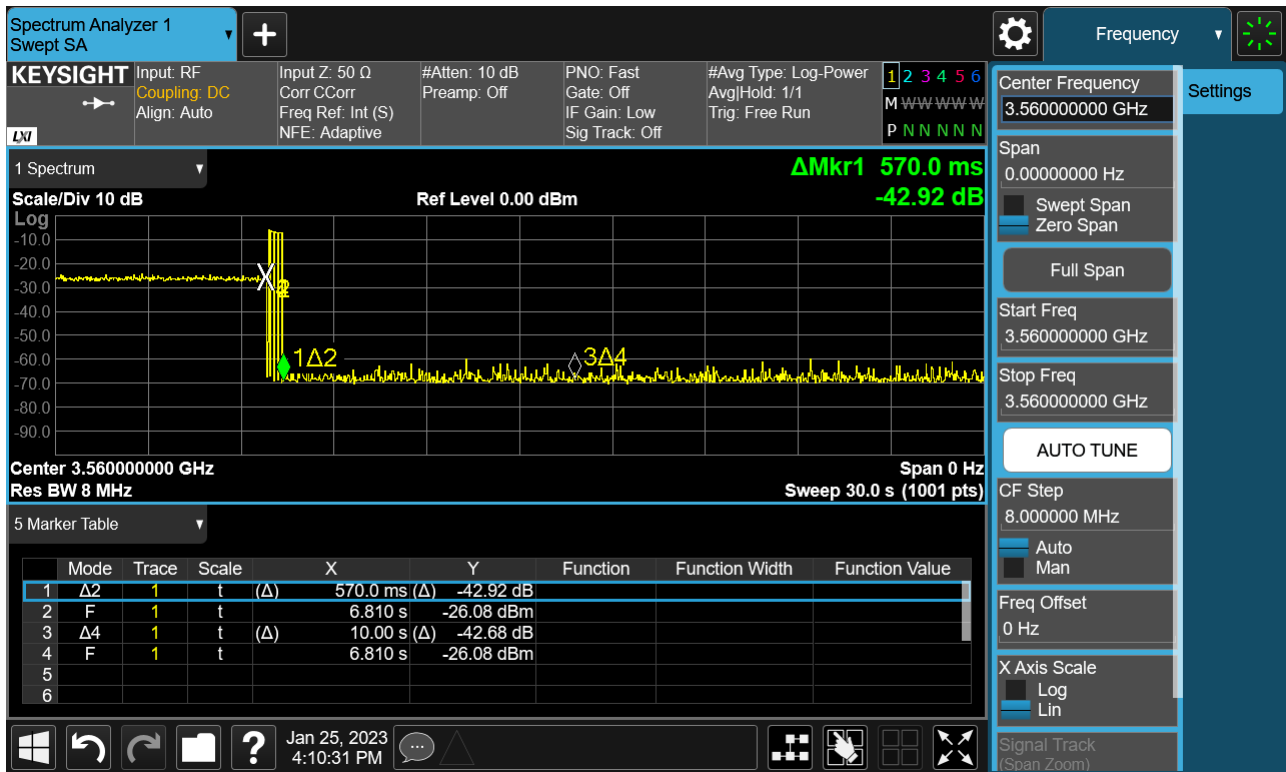 Spectrum Analyzer 1
Swept SA
+
Frequency
KEYSIGHT
LXI
Input: RF
Coupling: DC
Align: Auto
Input Z: 50 Ω
Corr CCorr
Freq Ref: Int (S)
NFE: Adaptive
#Atten: 10 dB
Preamp: Off
PNO: Fast
Gate: Off
IF Gain: Low
Sig Track: Off
#Avg Type: Log-Power
Avg|Hold: 1/1
Trig: Free Run
1 2 3 4 5 6
M W W W W W
P N N N N N
1 Spectrum
ΔMkr1 570.0 ms
-42.92 dB
Scale/Div 10 dB
Ref Level 0.00 dBm
Log
-10.0
-20.0
-30.0
-40.0
-50.0
-60.0
-70.0
-80.0
-90.0
X
1Δ2
3Δ4
Center 3.560000000 GHz
Span 0 Hz
Res BW 8 MHz
Sweep 30.0 s (1001 pts)
5 Marker Table
Mode Trace Scale X Y Function Function Width Function Value
1 Δ2 1 t (Δ) 570.0 ms (Δ) -42.92 dB
2 F 1 t 6.810 s -26.08 dBm
3 Δ4 1 t (Δ) 10.00 s (Δ) -42.68 dB
4 F 1 t 6.810 s -26.08 dBm
5
6
?
Jan 25, 2023
4:10:31 PM
Center Frequency
3.560000000 GHz
Span
0.00000000 Hz
Swept Span
Zero Span
Full Span
Start Freq
3.560000000 GHz
Stop Freq
3.560000000 GHz
AUTO TUNE
CF Step
8.000000 MHz
Auto
Man
Freq Offset
0 Hz
X Axis Scale
Log
Lin
Signal Track
(Span Zoom)
Settings